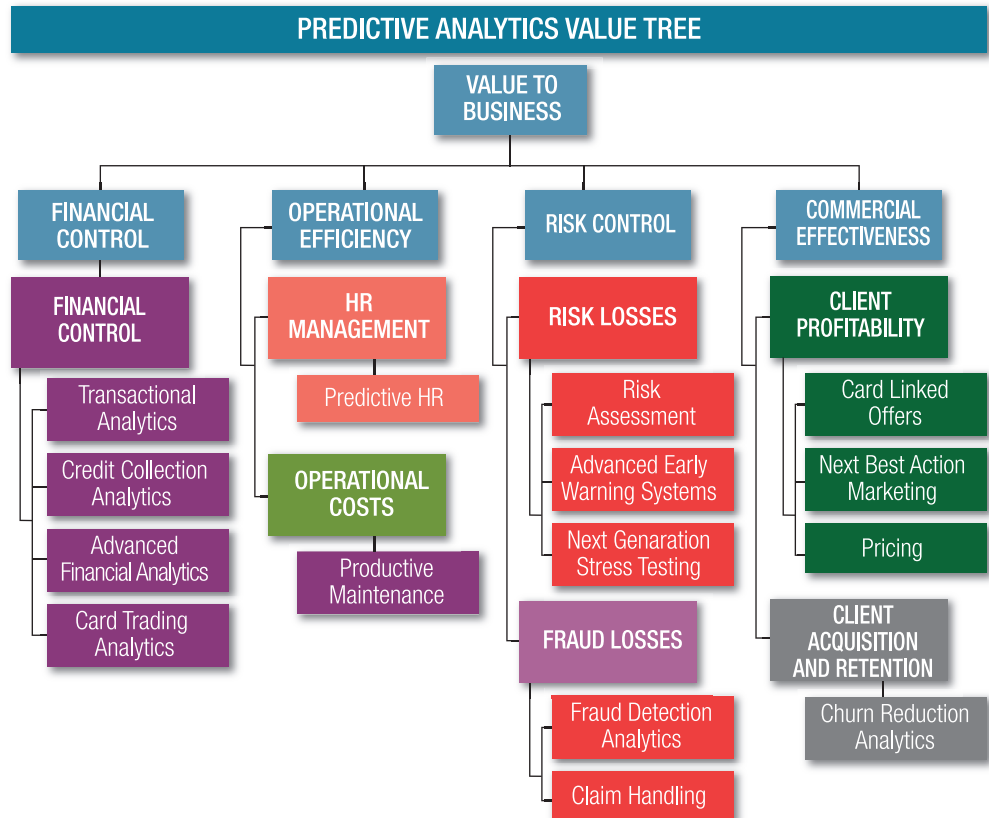 PREDICTIVE ANALYTICS VALUE TREE
VALUE TO
BUSINESS
FINANCIAL
CONTROL
FINANCIAL
CONTROL
Transactional
Analytics
Credit Collection
Analytics
Advanced
Financial Analytics
Card Trading
Analytics
OPERATIONAL
EFFICIENCY
HR
MANAGEMENT
Predictive HR
OPERATIONAL
COSTS
Productive
Maintenance
RISK CONTROL
RISK LOSSES
Risk
Assessment
Advanced Early
Warning Systems
Next Genaration
Stress Testing
FRAUD LOSSES
Fraud Detection
Analytics
Claim Handling
COMMERCIAL
EFFECTIVENESS
CLIENT
PROFITABILITY
Card Linked
Offers
Next Best Action
Marketing
Pricing
CLIENT
ACQUISITION
AND RETENTION
Churn Reduction
Analytics